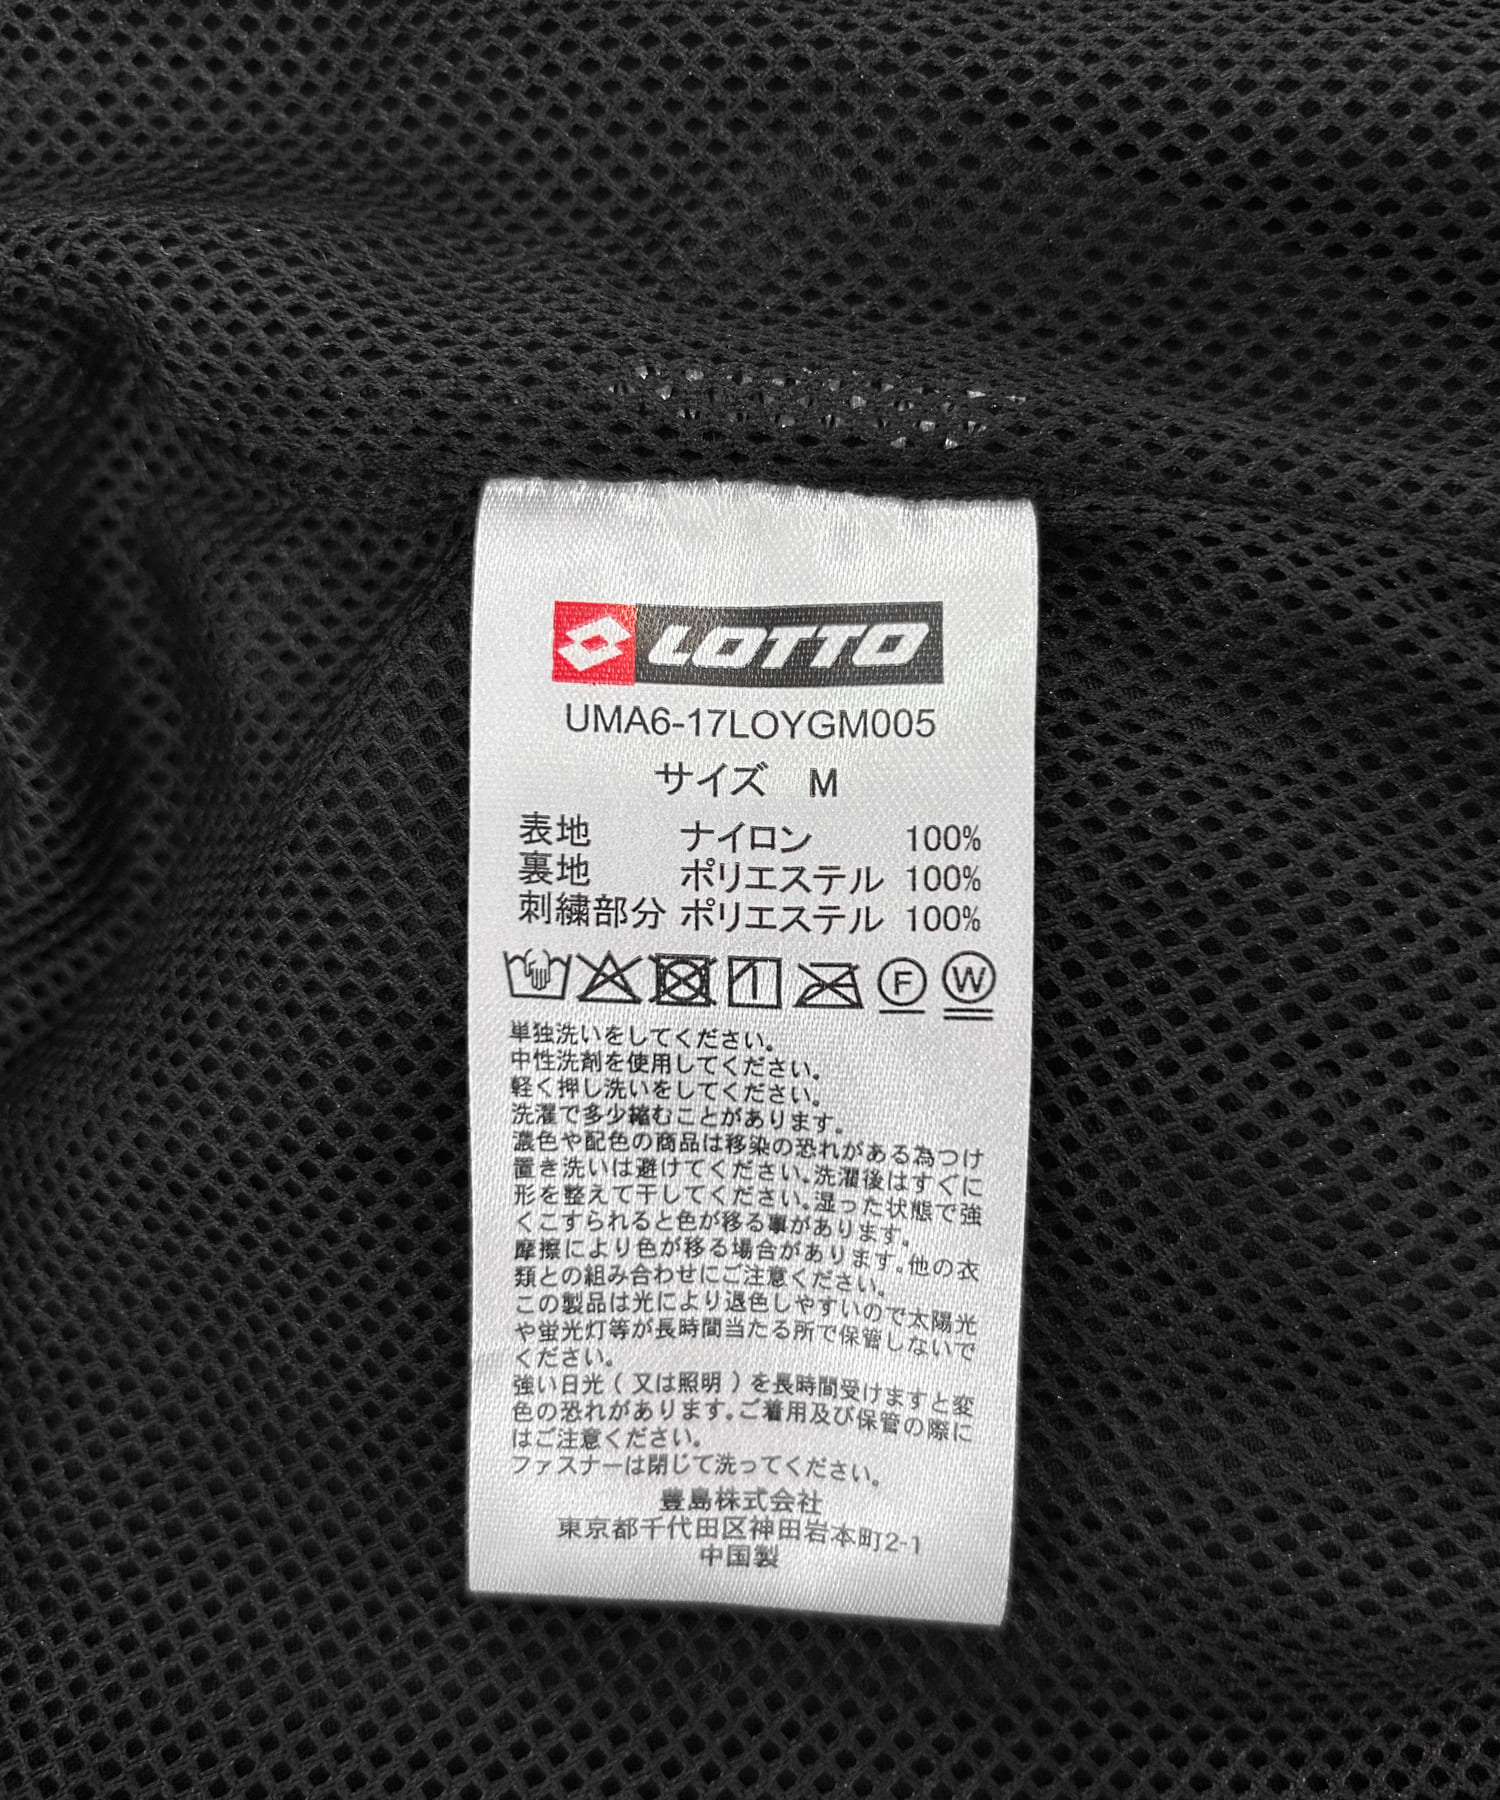 LOTTO
UMA6-17LOYGM005
サイズ M
表地 ナイロン 100%
裏地 ポリエステル 100%
刺繍部分 ポリエステル 100%
1 F W
単独洗いをしてください。
中性洗剤を使用してください。
軽く押し洗いをしてください。
洗濯で多少縮むことがあります。
濃色や配色の商品は移染の恐れがある為つけ
置き洗いは避けてください。洗濯後はすぐに
形を整えて干してください。湿った状態で強
くこすられると色が移る事があります。
摩擦により色が移る場合があります。他の衣
類との組み合わせにご注意ください。
この製品は光により退色しやすいので太陽光
や蛍光灯等が長時間当たる所で保管しないで
ください。
強い日光(又は照明)を長時間受けますと変
色の恐れがあります。ご着用及び保管の際に
はご注意ください。
ファスナーは閉じて洗ってください。
豊島株式会社
東京都千代田区神田岩本町2-1
中国製